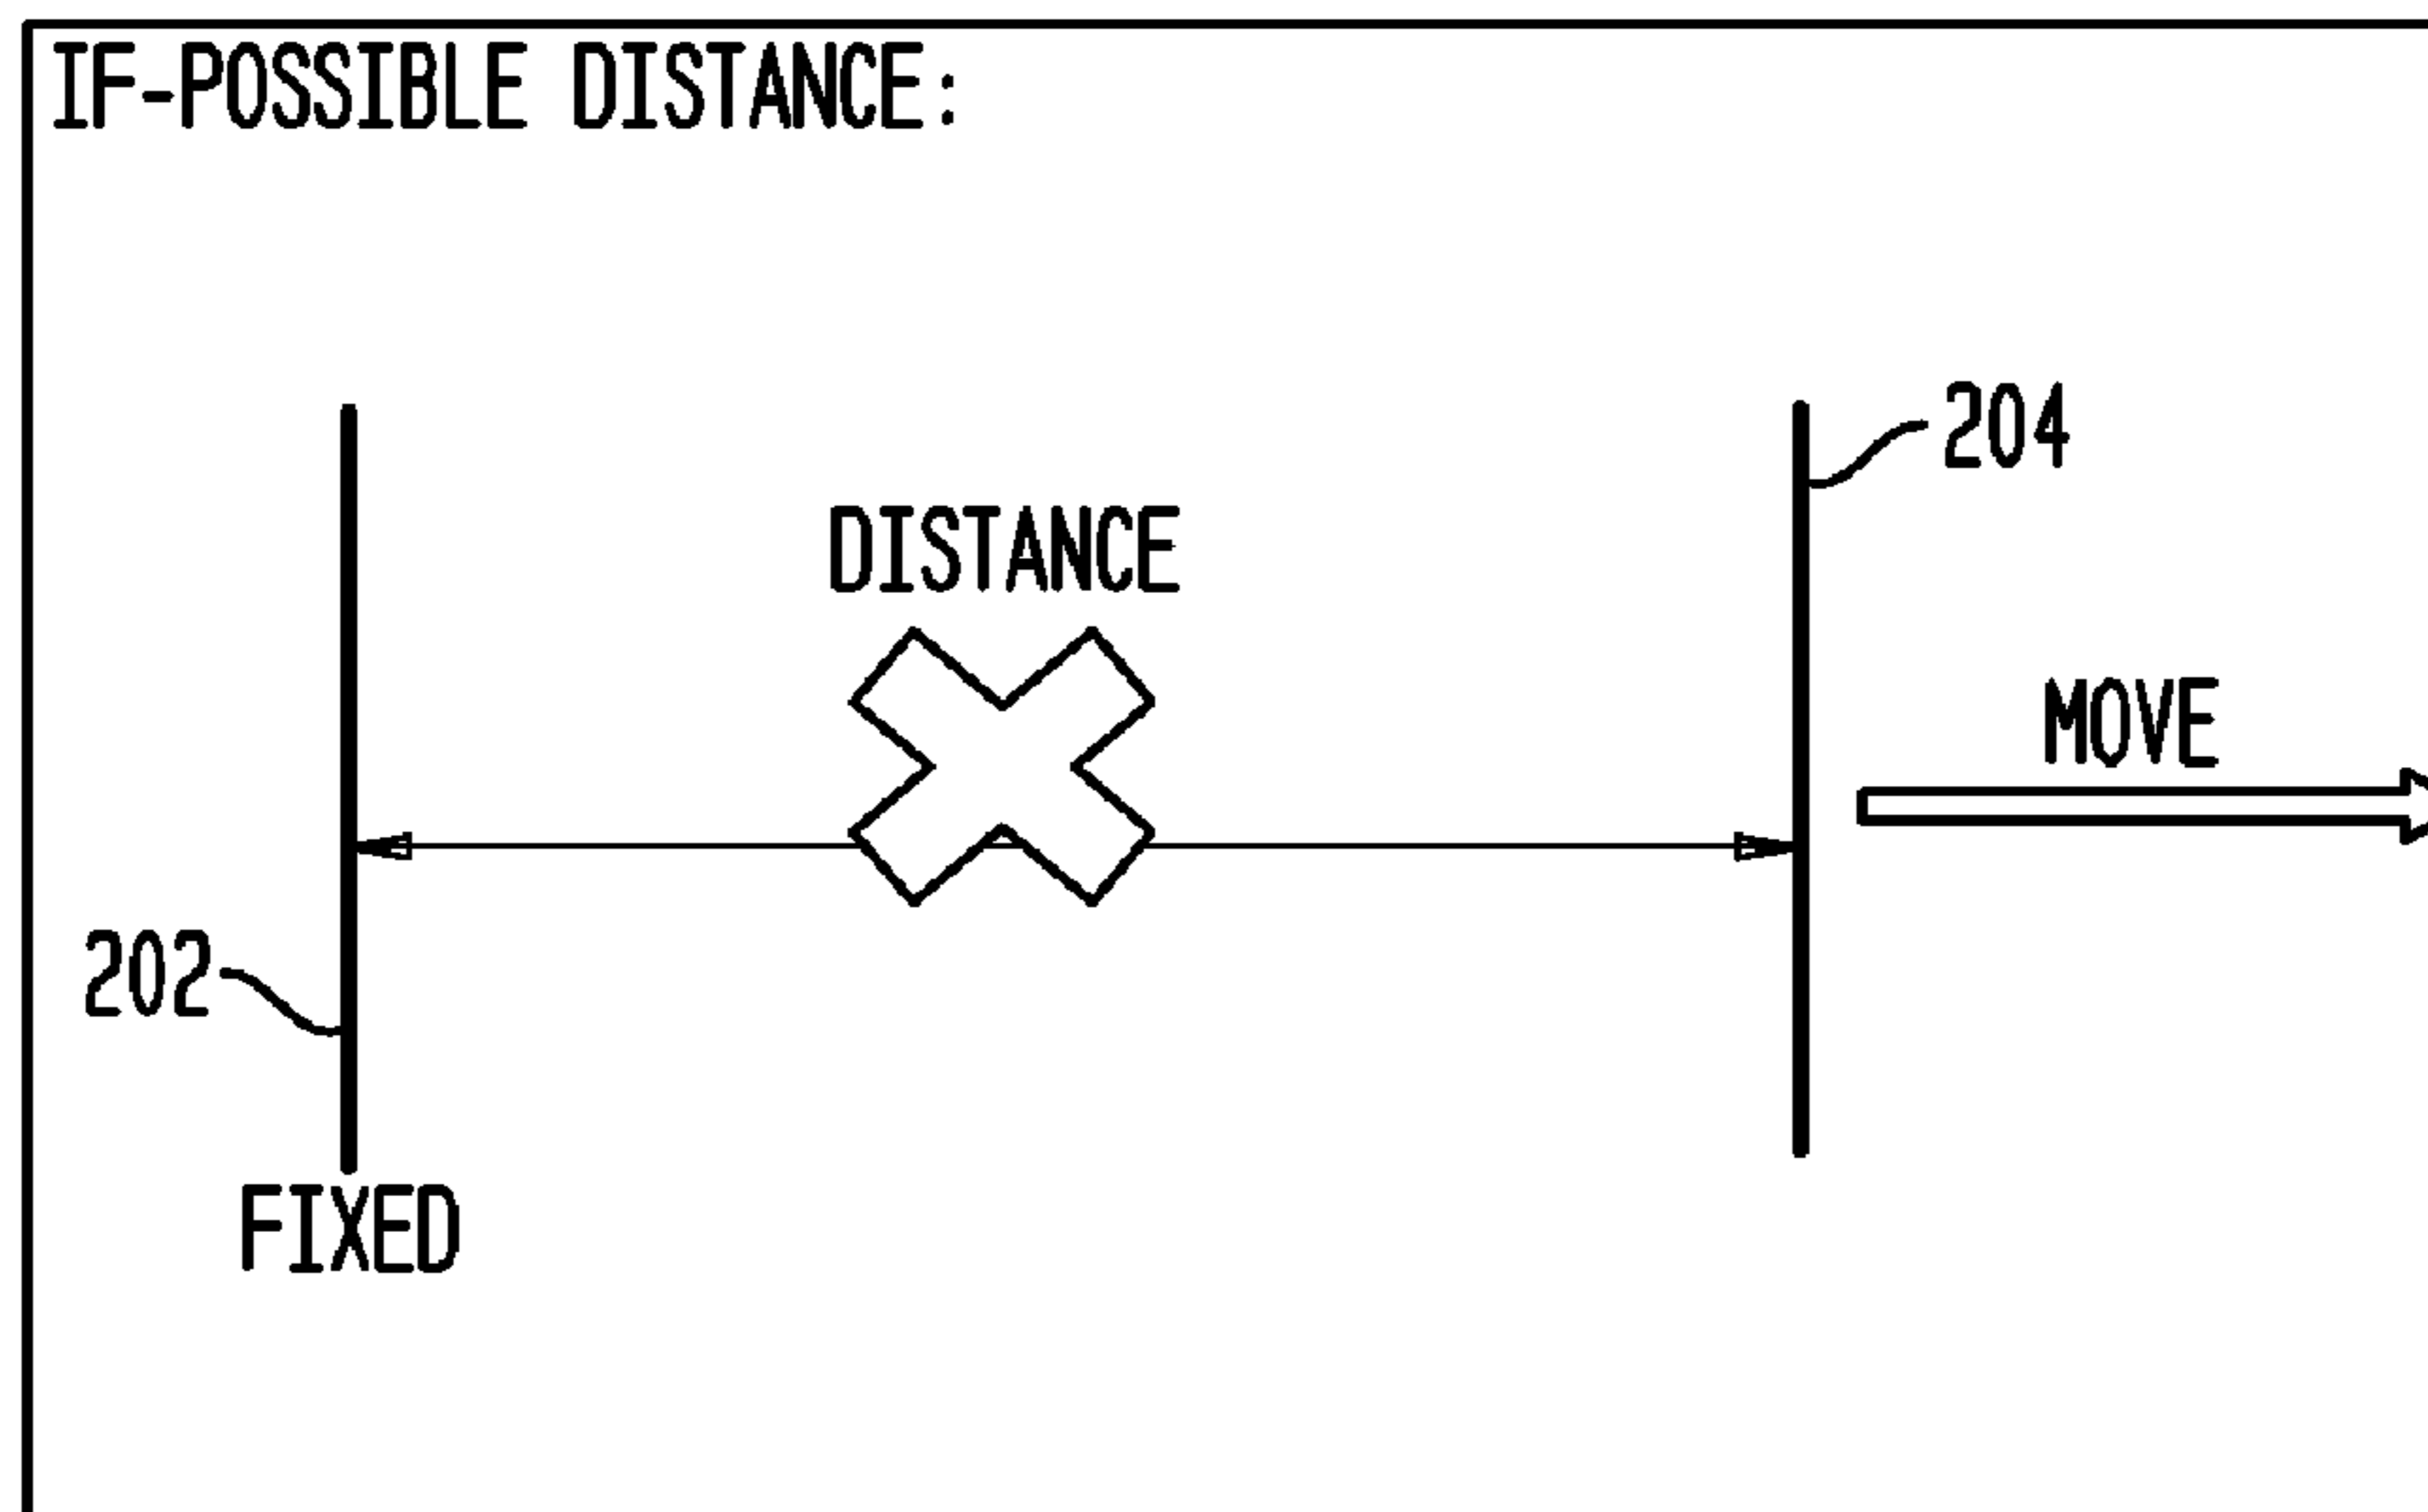 IF-POSSIBLE DISTANCE:
204
DISTANCE
MOVE
202
FIXED